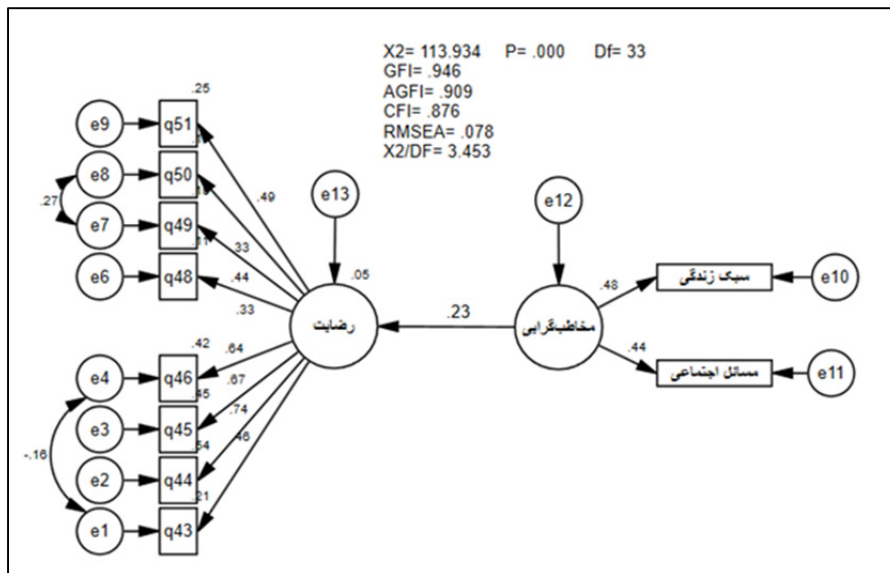 X2= 113.934 P= .000 Df= 33
GFI= .946
AGFI= .909
CFI= .876
RMSEA= .078
X2/DF= 3.453
.25
e9 q51
e8 q50
.27
e7 q49
.11
e6 q48
.49
.33
.44
.33
e13
.05
رضایت
.23
e12
مخاطب‌گرایی
.48
سبک زندگی
e10
.44
مسائل اجتماعی
e11
.42
.64
e4 q46
.67
.45
e3 q45
.74
.46
.54
-.16
e2 q44
.21
e1 q43